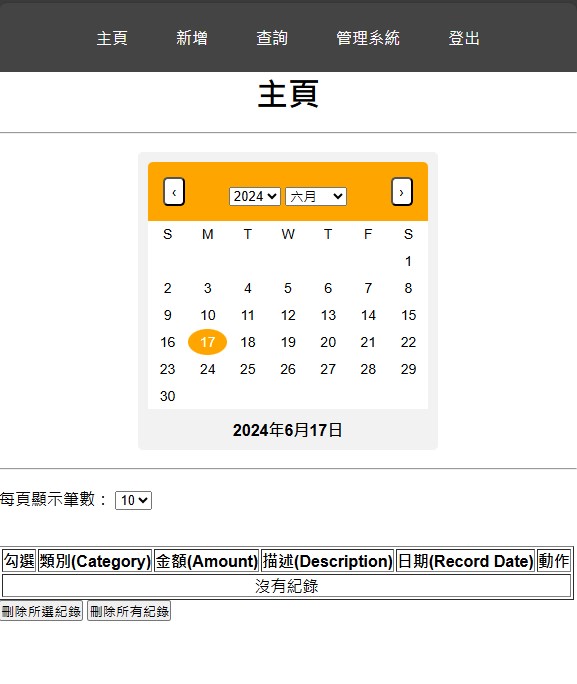 主頁 新增 查詢 管理系統 登出
主頁
‹ 2024 六月 ›
S M T W T F S
1
2 3 4 5 6 7 8
9 10 11 12 13 14 15
16 17 18 19 20 21 22
23 24 25 26 27 28 29
30
2024年6月17日
每頁顯示筆數： 10
勾選 類別(Category) 金額(Amount) 描述(Description) 日期(Record Date) 動作
沒有紀錄
刪除所選紀錄 刪除所有紀錄